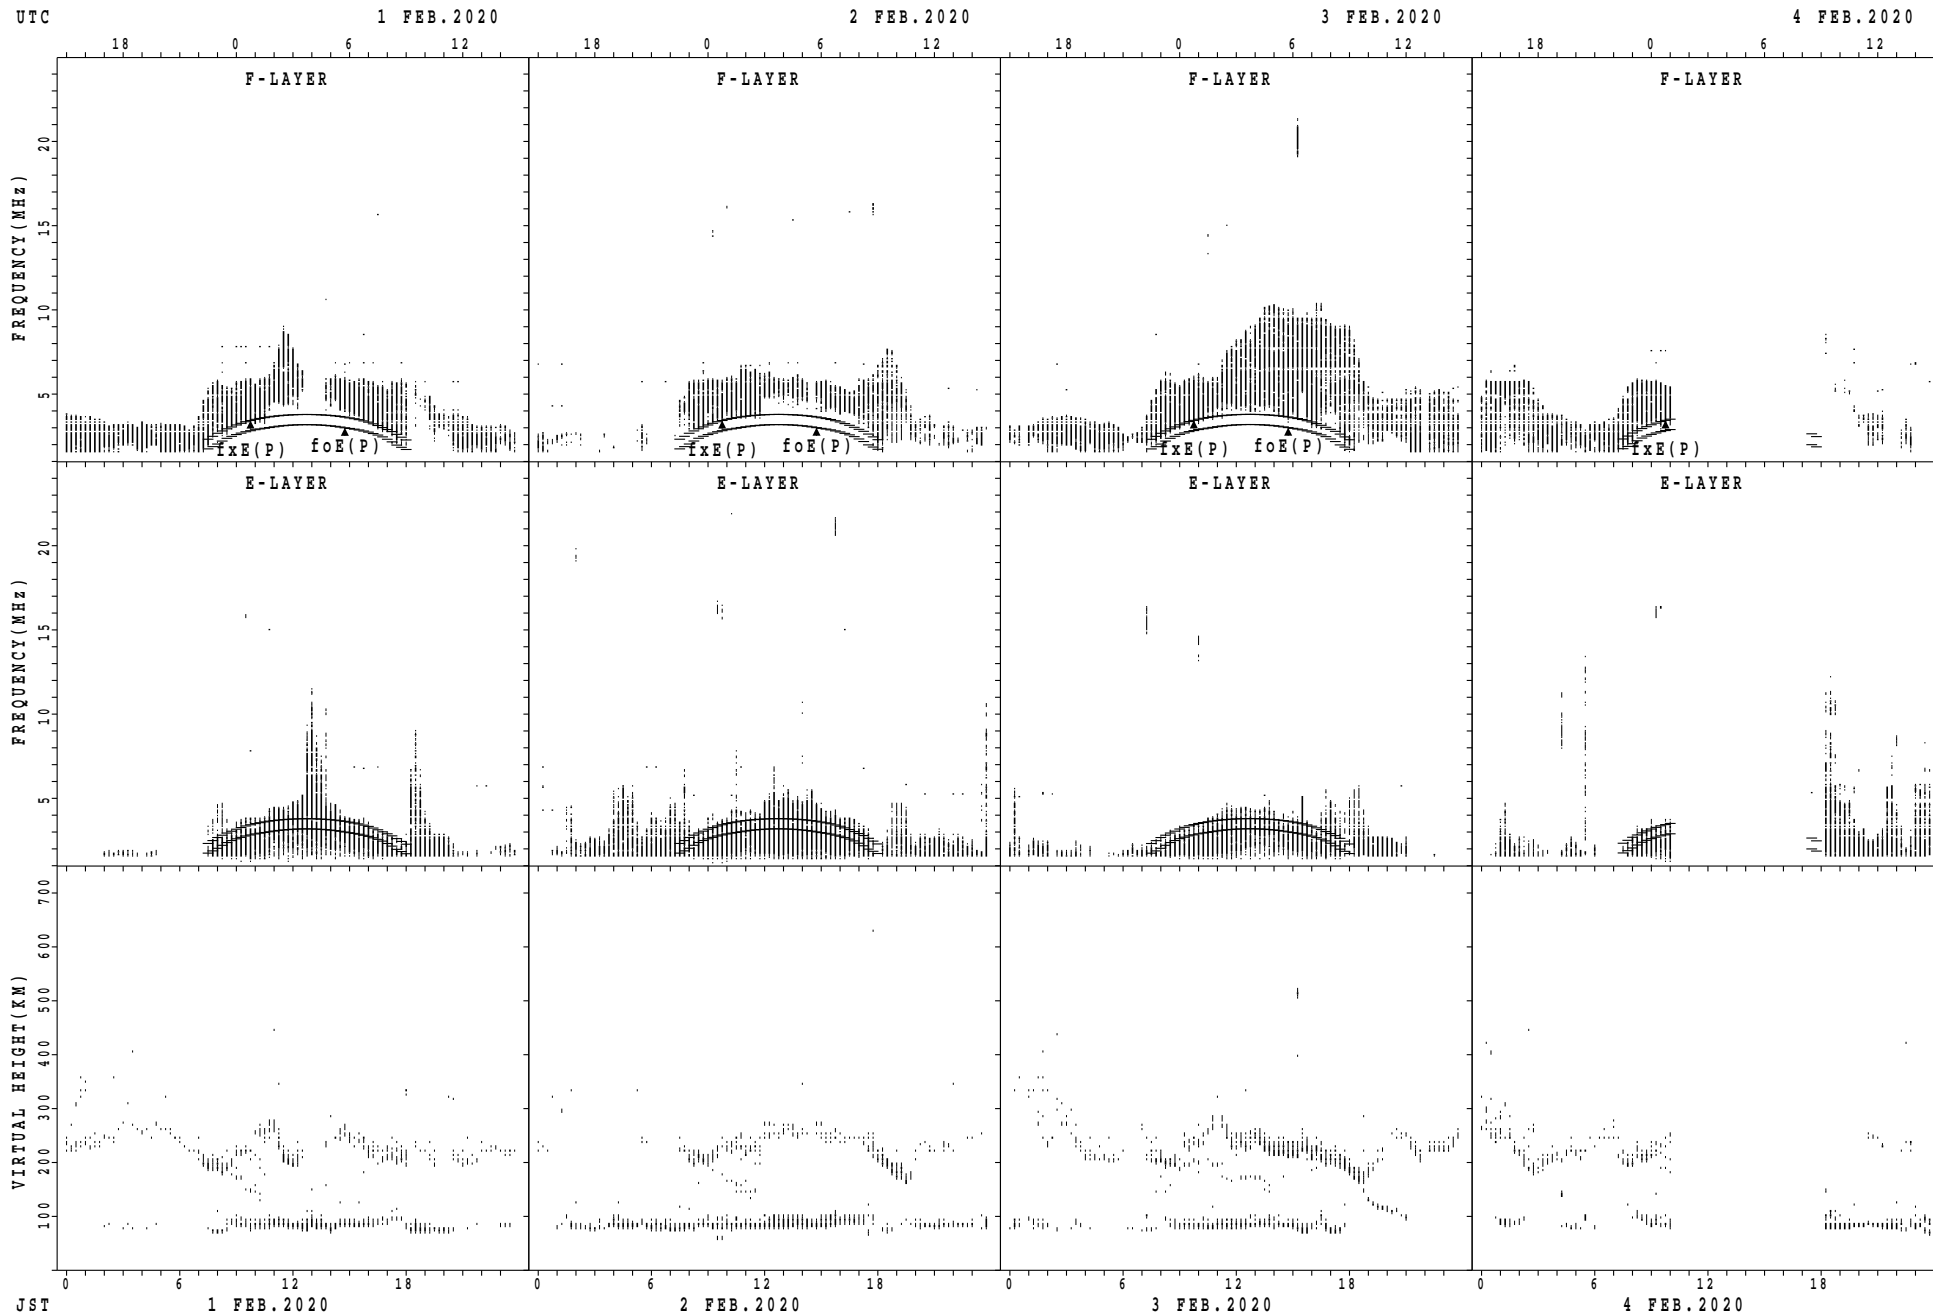 UTC 1 FEB.2020 2 FEB.2020 3 FEB.2020 4 FEB.2020
18 0 6 12 18 0 6 12 18 0 6 12 18 0 6 12
F-LAYER F-LAYER F-LAYER F-LAYER
FREQUENCY(MHz)
20
15
10
5
fxE(P) foE(P) fxE(P) foE(P) fxE(P) foE(P) fxE(P)
E-LAYER E-LAYER E-LAYER E-LAYER
FREQUENCY(MHz)
20
15
10
5
VIRTUAL HEIGHT(KM)
700
600
500
400
300
200
100
0 6 12 18 0 6 12 18 0 6 12 18 0 6 12 18
JST 1 FEB.2020 2 FEB.2020 3 FEB.2020 4 FEB.2020